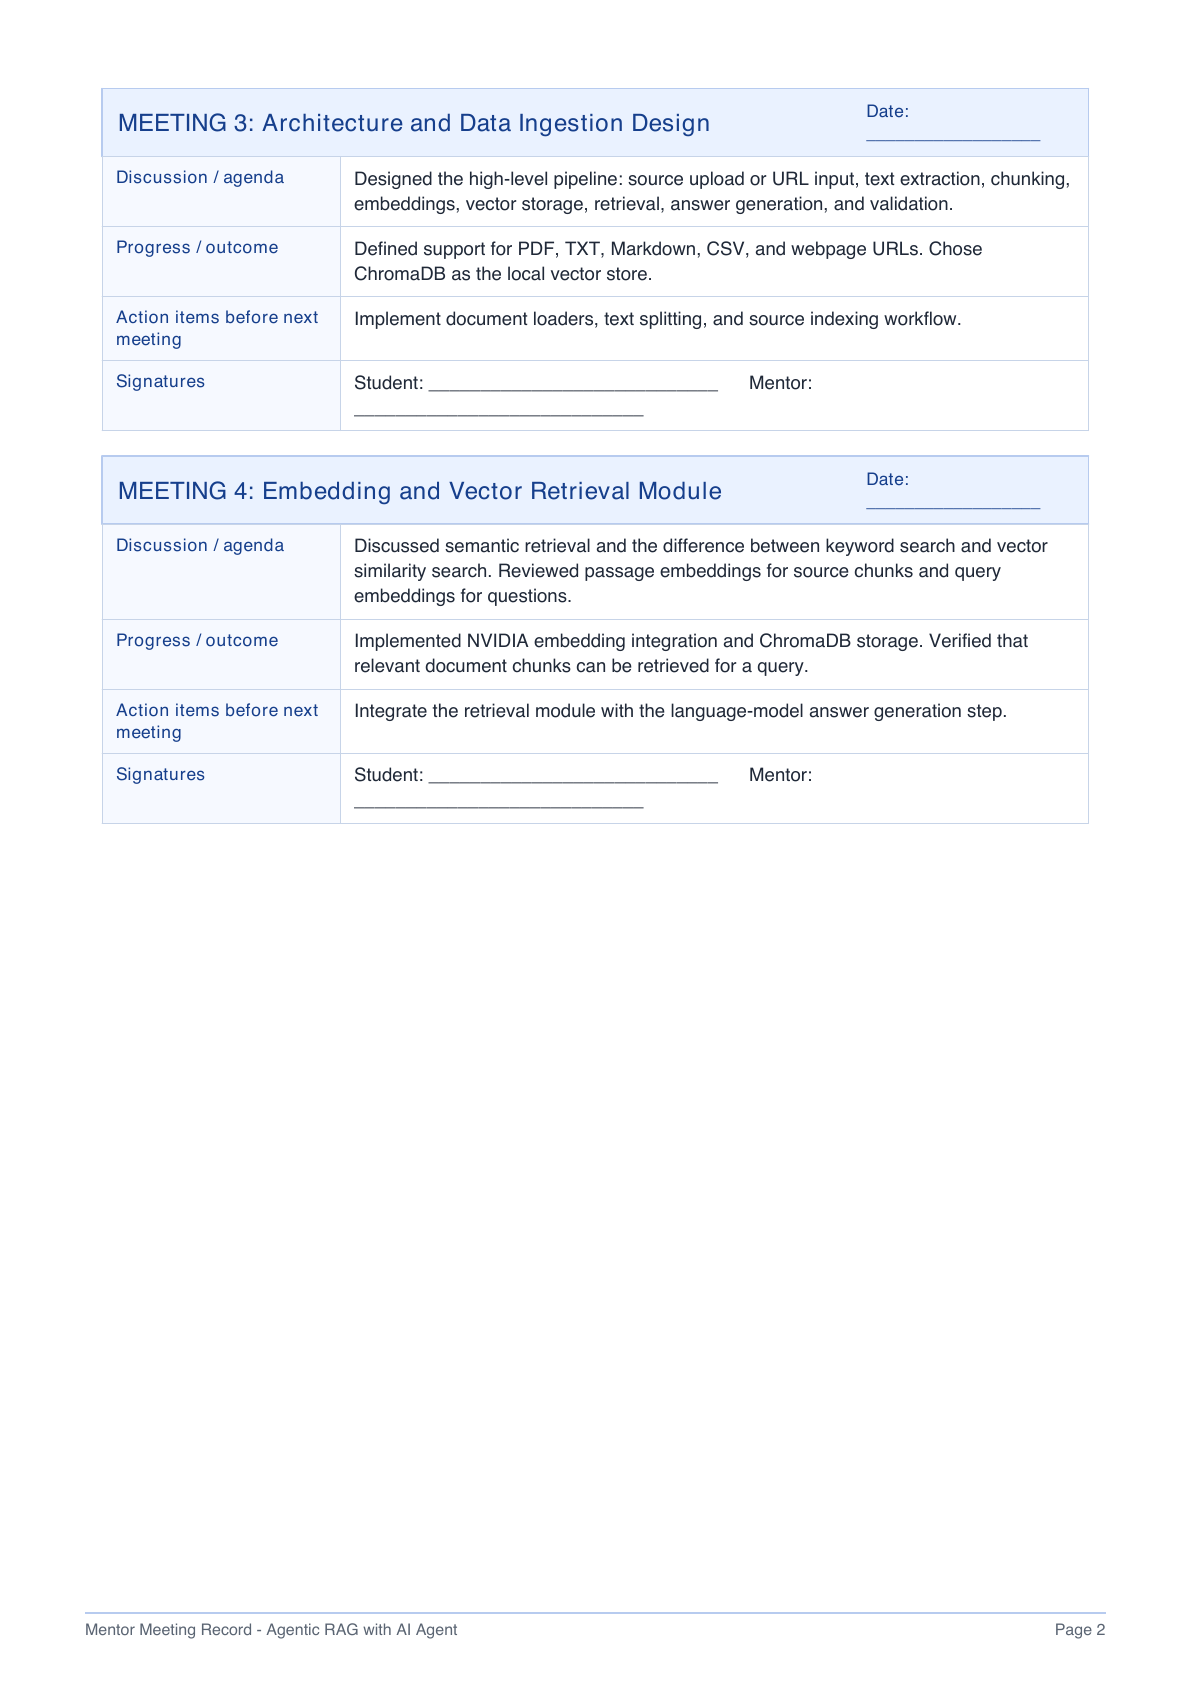 MEETING 3: Architecture and Data Ingestion Design
Date:
__________________
Discussion / agenda
Designed the high-level pipeline: source upload or URL input, text extraction, chunking,
embeddings, vector storage, retrieval, answer generation, and validation.
Progress / outcome
Defined support for PDF, TXT, Markdown, CSV, and webpage URLs. Chose
ChromaDB as the local vector store.
Action items before next
meeting
Implement document loaders, text splitting, and source indexing workflow.
Signatures
Student: ____________________________ Mentor:
____________________________
MEETING 4: Embedding and Vector Retrieval Module
Date:
__________________
Discussion / agenda
Discussed semantic retrieval and the difference between keyword search and vector
similarity search. Reviewed passage embeddings for source chunks and query
embeddings for questions.
Progress / outcome
Implemented NVIDIA embedding integration and ChromaDB storage. Verified that
relevant document chunks can be retrieved for a query.
Action items before next
meeting
Integrate the retrieval module with the language-model answer generation step.
Signatures
Student: ____________________________ Mentor:
____________________________
Mentor Meeting Record - Agentic RAG with AI Agent
Page 2